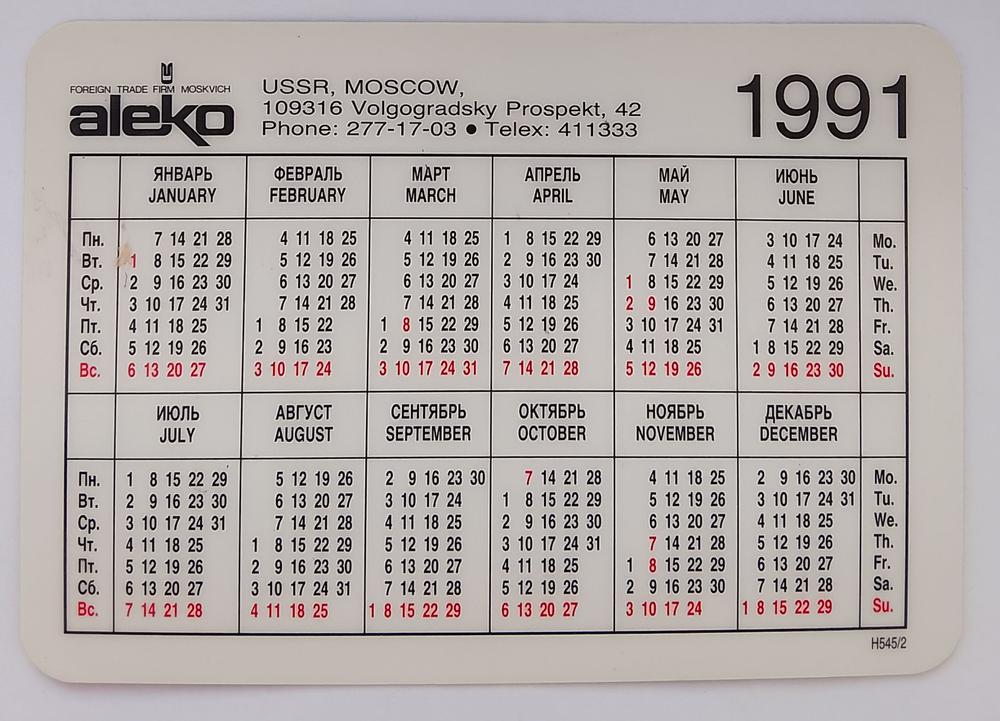 FOREIGN TRADE FIRM MOSKVICH
aleko
USSR, MOSCOW,
109316 Volgogradsky Prospekt, 42
Phone: 277-17-03 ● Telex: 411333
1991
ЯНВАРЬ ФЕВРАЛЬ МАРТ АПРЕЛЬ МАЙ ИЮНЬ
JANUARY FEBRUARY MARCH APRIL MAY JUNE
Пн. 7 14 21 28 4 11 18 25 4 11 18 25 1 8 15 22 29 6 13 20 27 3 10 17 24 Mo.
Вт. 1 8 15 22 29 5 12 19 26 5 12 19 26 2 9 16 23 30 7 14 21 28 4 11 18 25 Tu.
Ср. 2 9 16 23 30 6 13 20 27 6 13 20 27 3 10 17 24 1 8 15 22 29 5 12 19 26 We.
Чт. 3 10 17 24 31 7 14 21 28 7 14 21 28 4 11 18 25 2 9 16 23 30 6 13 20 27 Th.
Пт. 4 11 18 25 1 8 15 22 1 8 15 22 29 5 12 19 26 3 10 17 24 31 7 14 21 28 Fr.
Сб. 5 12 19 26 2 9 16 23 2 9 16 23 30 6 13 20 27 4 11 18 25 1 8 15 22 29 Sa.
Вс. 6 13 20 27 3 10 17 24 3 10 17 24 31 7 14 21 28 5 12 19 26 2 9 16 23 30 Su.
ИЮЛЬ АВГУСТ СЕНТЯБРЬ ОКТЯБРЬ НОЯБРЬ ДЕКАБРЬ
JULY AUGUST SEPTEMBER OCTOBER NOVEMBER DECEMBER
Пн. 1 8 15 22 29 5 12 19 26 2 9 16 23 30 7 14 21 28 4 11 18 25 2 9 16 23 30 Mo.
Вт. 2 9 16 23 30 6 13 20 27 3 10 17 24 1 8 15 22 29 5 12 19 26 3 10 17 24 31 Tu.
Ср. 3 10 17 24 31 7 14 21 28 4 11 18 25 2 9 16 23 30 6 13 20 27 4 11 18 25 We.
Чт. 4 11 18 25 1 8 15 22 29 5 12 19 26 3 10 17 24 31 7 14 21 28 5 12 19 26 Th.
Пт. 5 12 19 26 2 9 16 23 30 6 13 20 27 4 11 18 25 1 8 15 22 29 6 13 20 27 Fr.
Сб. 6 13 20 27 3 10 17 24 31 7 14 21 28 5 12 19 26 2 9 16 23 30 7 14 21 28 Sa.
Вс. 7 14 21 28 4 11 18 25 1 8 15 22 29 6 13 20 27 3 10 17 24 1 8 15 22 29 Su.
H545/2